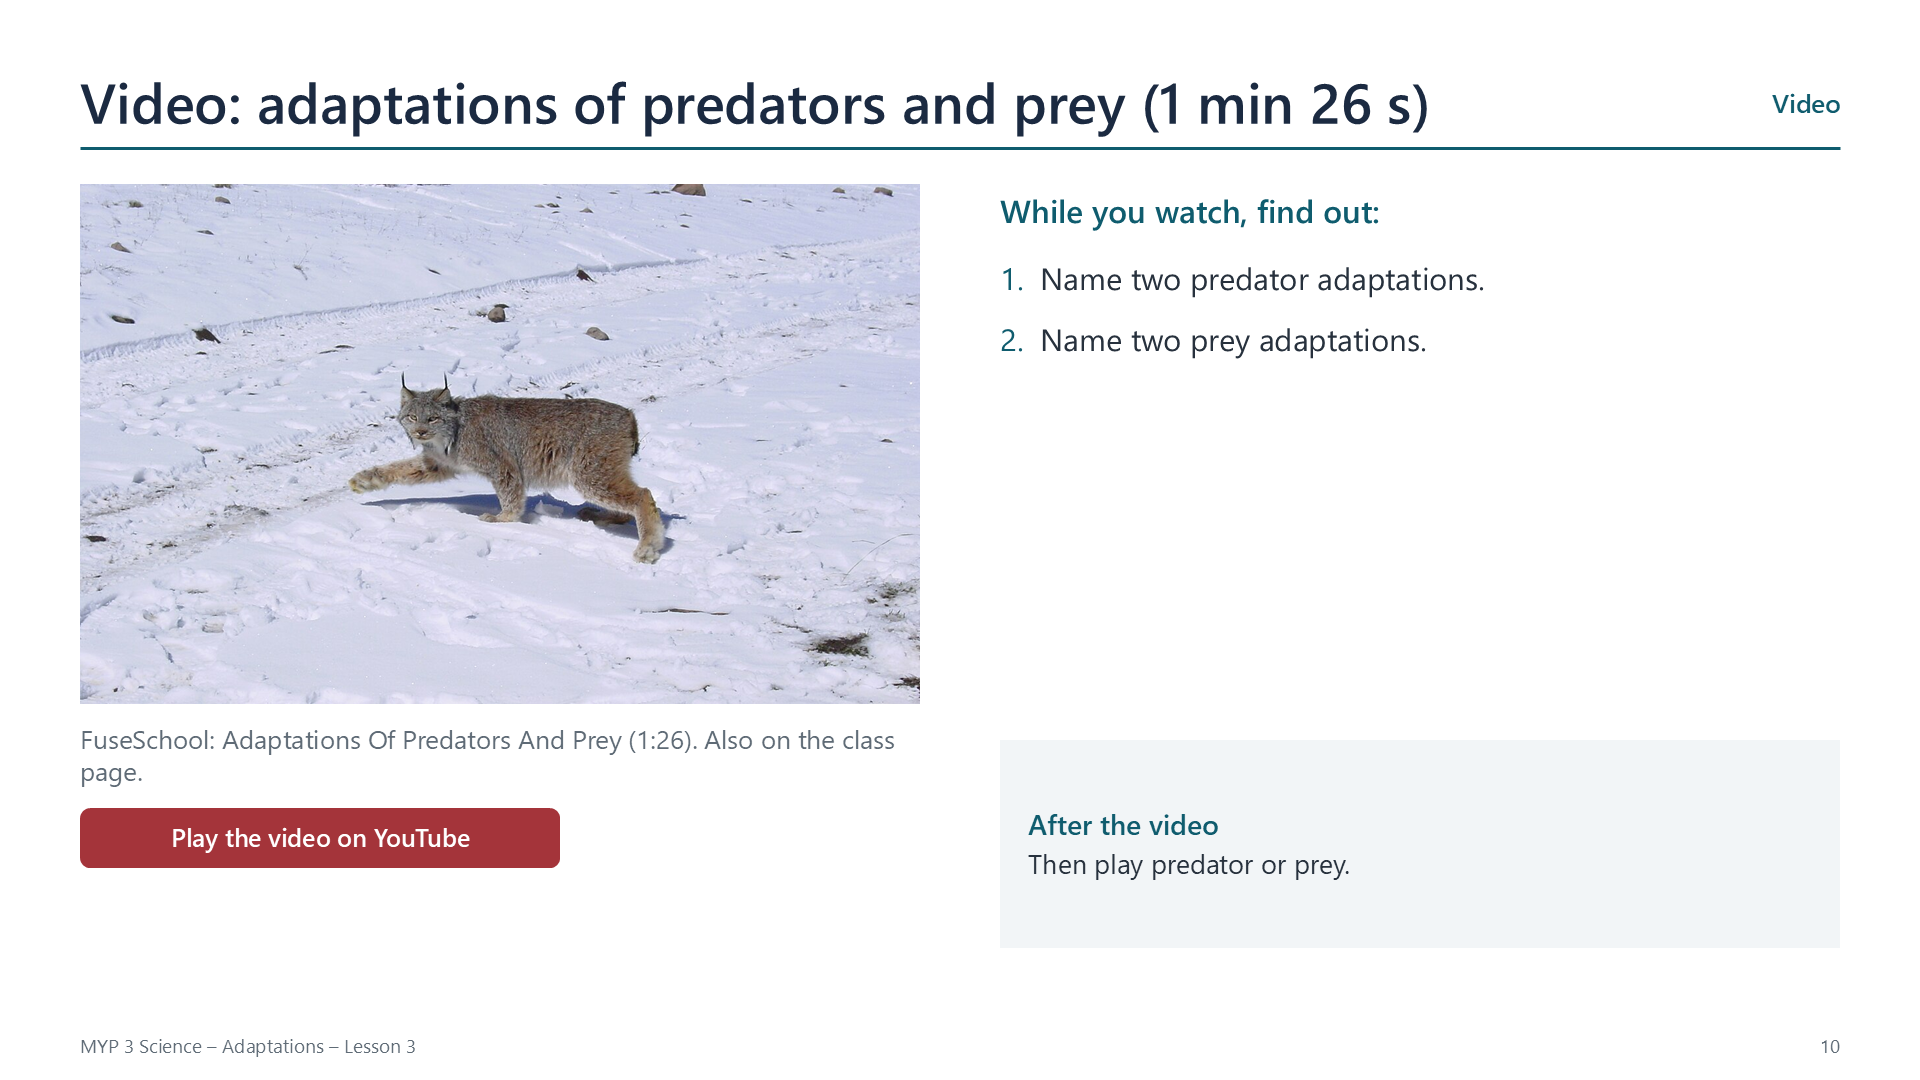 Video: adaptations of predators and prey (1 min 26 s)
Video
While you watch, find out:
1. Name two predator adaptations.
2. Name two prey adaptations.
FuseSchool: Adaptations Of Predators And Prey (1:26). Also on the class
page.
Play the video on YouTube
After the video
Then play predator or prey.
MYP 3 Science – Adaptations – Lesson 3
10